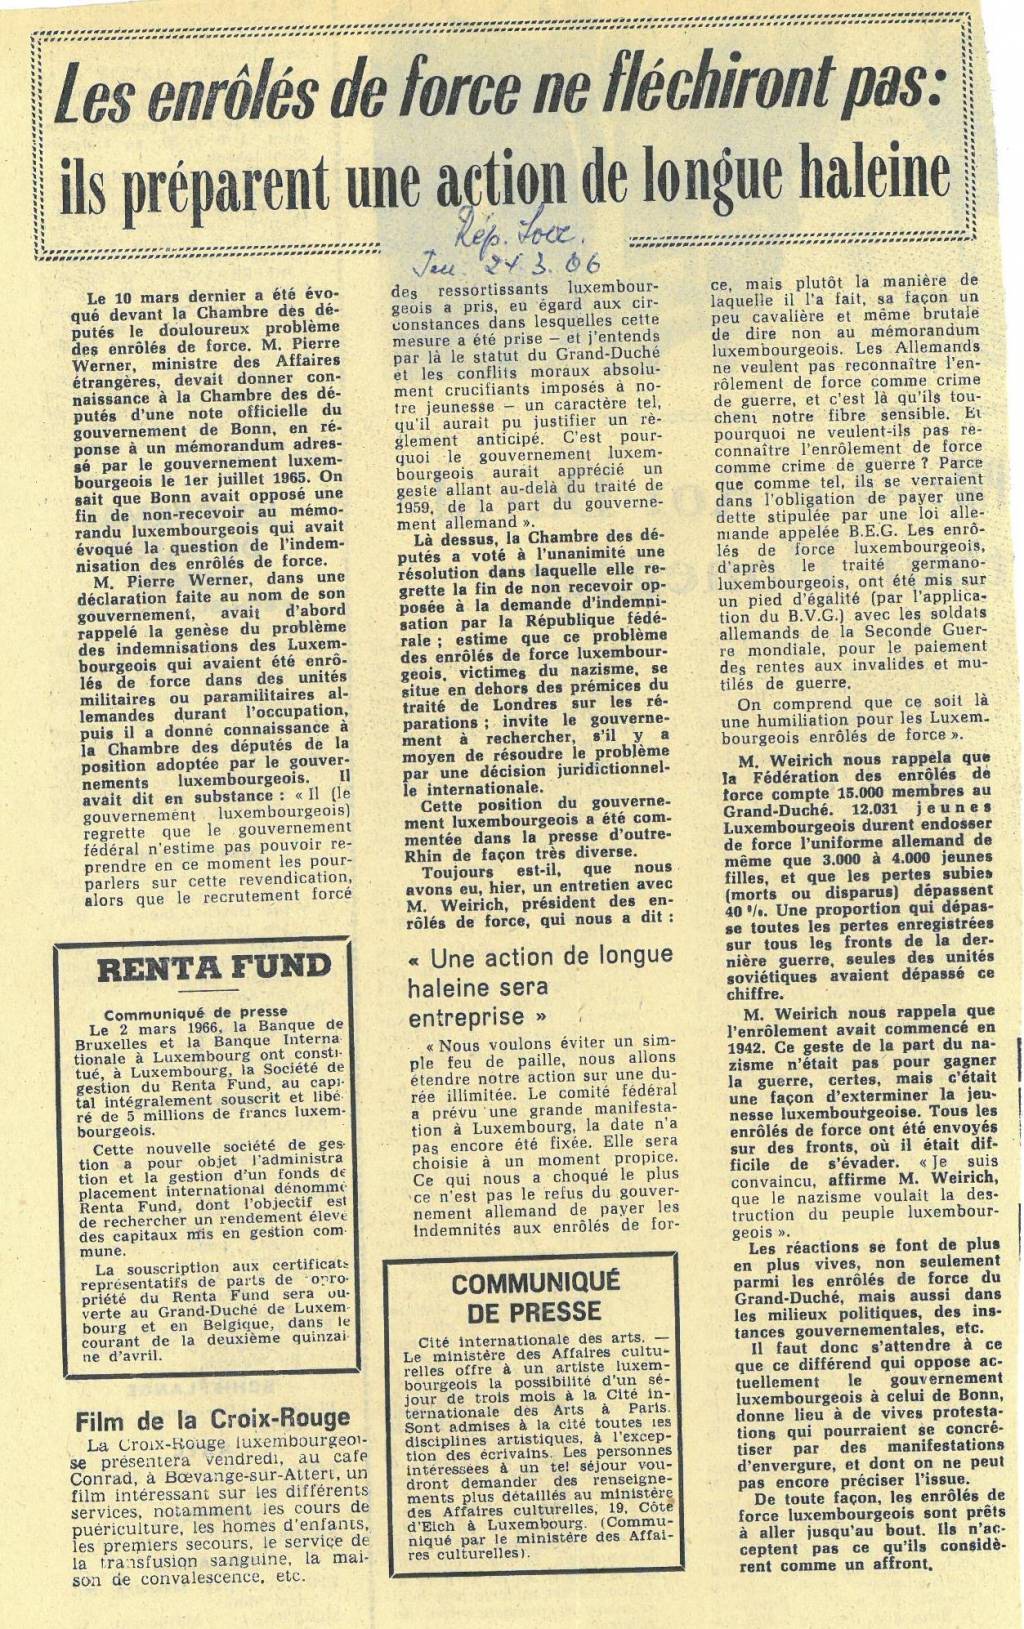 Les enrôlés de force ne fléchiront pas:
ils préparent une action de longue haleine
Rép. Lorr.
Jeu. 24.3.66
Le 10 mars dernier a été évo-
qué devant la Chambre des dé-
putés le douloureux problème
des enrôlés de force. M. Pierre
Werner, ministre des Affaires
étrangères, devait donner con-
naissance à la Chambre des dé-
putés d'une note officielle du
gouvernement de Bonn, en ré-
ponse à un mémorandum adres-
sé par le gouvernement luxem-
bourgeois le 1er juillet 1965. On
sait que Bonn avait opposé une
fin de non-recevoir au mémo-
randu luxembourgeois qui avait
évoqué la question de l'indem-
nisation des enrôlés de force.
M. Pierre Werner, dans une
déclaration faite au nom de son
gouvernement, avait d'abord
rappelé la genèse du problème
des indemnisations des Luxem-
bourgeois qui avaient été enrô-
lés de force dans des unités
militaires ou paramilitaires al-
lemandes durant l'occupation,
puis il a donné connaissance à
la Chambre des députés de la
position adoptée par le gouver-
nements luxembourgeois. Il
avait dit en substance : « Il (le
gouvernement luxembourgeois)
regrette que le gouvernement
fédéral n'estime pas pouvoir re-
prendre en ce moment les pour-
parlers sur cette revendication,
alors que le recrutement forcé
RENTA FUND
Communiqué de presse
Le 2 mars 1966, la Banque de
Bruxelles et la Banque Interna
tionale à Luxembourg ont consti-
tué, à Luxembourg, la Société de
gestion du Renta Fund, au capi-
tal intégralement souscrit et libé
ré de 5 millions de francs luxem-
bourgeois.
Cette nouvelle société de ges-
tion a pour objet l'administra
tion et la gestion d'un fonds de
placement international dénommé
Renta Fund, dont l'objectif est
de rechercher un rendement élevé
des capitaux mis en gestion com-
mune.
La souscription aux certificats
représentatifs de parts de opro-
priété du Renta Fund sera ou-
verte au Grand-Duché de Luxem-
bourg et en Belgique, dans le
courant de la deuxième quinzai-
ne d'avril.
Film de la Croix-Rouge
La Croix-Rouge luxembourgeoi-
se présentera vendredi, au café
Conrad, à Bœvange-sur-Attert, un
film intéressant sur les différents
services, notamment les cours de
puériculture, les homes d'enfants,
les premiers secours, le service de
la transfusion sanguine, la mai-
son de convalescence, etc.
des ressortissants luxembour-
geois a pris, eu égard aux cir-
constances dans lesquelles cette
mesure a été prise — et j'entends
par là le statut du Grand-Duché
et les conflits moraux absolu-
ment crucifiants imposés à no-
tre jeunesse — un caractère tel,
qu'il aurait pu justifier un rè-
glement anticipé. C'est pour-
quoi le gouvernement luxem-
bourgeois aurait apprécié un
geste allant au-delà du traité de
1959, de la part du gouverne-
ment allemand ».
Là dessus, la Chambre des dé-
putés a voté à l'unanimité une
résolution dans laquelle elle re-
grette la fin de non recevoir op-
posée à la demande d'indemni-
sation par la République fédé-
rale ; estime que ce problème
des enrôlés de force luxembour-
geois, victimes du nazisme, se
situe en dehors des prémices du
traité de Londres sur les ré-
parations ; invite le gouverne-
ment à rechercher, s'il y a
moyen de résoudre le problème
par une décision juridictionnel-
le internationale.
Cette position du gouverne-
ment luxembourgeois a été com-
mentée dans la presse d'outre-
Rhin de façon très diverse.
Toujours est-il, que nous
avons eu, hier, un entretien avec
M. Weirich, président des en-
rôlés de force, qui nous a dit :
« Une action de longue
haleine sera
entreprise »
« Nous voulons éviter un sim-
ple feu de paille, nous allons
étendre notre action sur une du-
rée illimitée. Le comité fédéral
a prévu une grande manifesta-
tion à Luxembourg, la date n'a
pas encore été fixée. Elle sera
choisie à un moment propice.
Ce qui nous a choqué le plus
ce n'est pas le refus du gouver-
nement allemand de payer les
indemnités aux enrôlés de for-
COMMUNIQUÉ
DE PRESSE
Cité internationale des arts. —
Le ministère des Affaires cultu-
relles offre à un artiste luxem-
bourgeois la possibilité d'un sé-
jour de trois mois à la Cité in-
ternationale des Arts à Paris.
Sont admises à la cité toutes les
disciplines artistiques, à l'excep-
tion des écrivains. Les personnes
intéressées à un tel séjour vou-
dront demander des renseigne-
ments plus détaillés au ministère
des Affaires culturelles, 19, Côte
d'Eich à Luxembourg. (Commu-
niqué par le ministère des Affai-
res culturelles).
ce, mais plutôt la manière de
laquelle il l'a fait, sa façon un
peu cavalière et même brutale
de dire non au mémorandum
luxembourgeois. Les Allemands
ne veulent pas reconnaître l'en-
rôlement de force comme crime
de guerre, et c'est là qu'ils tou-
chent notre fibre sensible. Et
pourquoi ne veulent-ils pas re-
connaître l'enrôlement de force
comme crime de guerre ? Parce
que comme tel, ils se verraient
dans l'obligation de payer une
dette stipulée par une loi alle-
mande appelée B.E.G. Les enrô-
lés de force luxembourgeois,
d'après le traité germano-
luxembourgeois, ont été mis sur
un pied d'égalité (par l'applica-
tion du B.V.G.) avec les soldats
allemands de la Seconde Guer-
re mondiale, pour le paiement
des rentes aux invalides et mu-
tilés de guerre.
On comprend que ce soit là
une humiliation pour les Luxem-
bourgeois enrôlés de force ».
M. Weirich nous rappela que
la Fédération des enrôlés de
force compte 15.000 membres au
Grand-Duché. 12.031 jeunes
Luxembourgeois durent endosser
de force l'uniforme allemand de
même que 3.000 à 4.000 jeunes
filles, et que les pertes subies
(morts ou disparus) dépassent
40 %. Une proportion qui dépas-
se toutes les pertes enregistrées
sur tous les fronts de la der-
nière guerre, seules des unités
soviétiques avaient dépassé ce
chiffre.
M. Weirich nous rappela que
l'enrôlement avait commencé en
1942. Ce geste de la part du na-
zisme n'était pas pour gagner
la guerre, certes, mais c'était
une façon d'exterminer la jeu-
nesse luxembourgeoise. Tous les
enrôlés de force ont été envoyés
sur des fronts, où il était dif-
ficile de s'évader. « Je suis
convaincu, affirme M. Weirich,
que le nazisme voulait la des-
truction du peuple luxembour-
geois ».
Les réactions se font de plus
en plus vives, non seulement
parmi les enrôlés de force du
Grand-Duché, mais aussi dans
les milieux politiques, des ins-
tances gouvernementales, etc.
Il faut donc s'attendre à ce
que ce différend qui oppose ac-
tuellement le gouvernement
luxembourgeois à celui de Bonn,
donne lieu à de vives protesta-
tions qui pourraient se concré-
tiser par des manifestations
d'envergure, et dont on ne peut
pas encore préciser l'issue.
De toute façon, les enrôlés de
force luxembourgeois sont prêts
à aller jusqu'au bout. Ils n'ac-
ceptent pas ce qu'ils considè-
rent comme un affront.